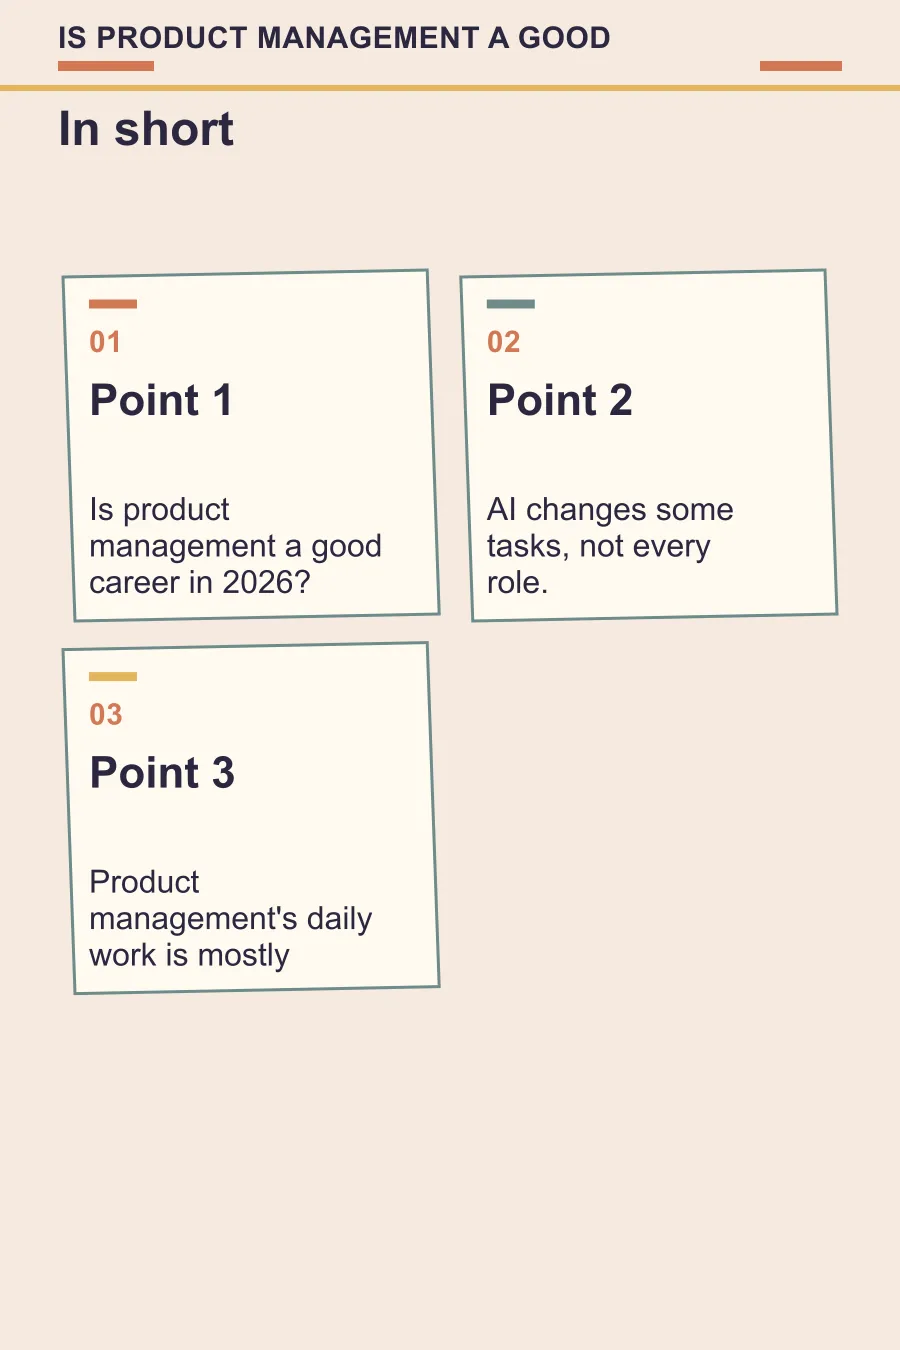 IS PRODUCT MANAGEMENT A GOOD
In short
01
Point 1
Is product
management a good
career in 2026?
02
Point 2
AI changes some
tasks, not every
role.
03
Point 3
Product
management's daily
work is mostly